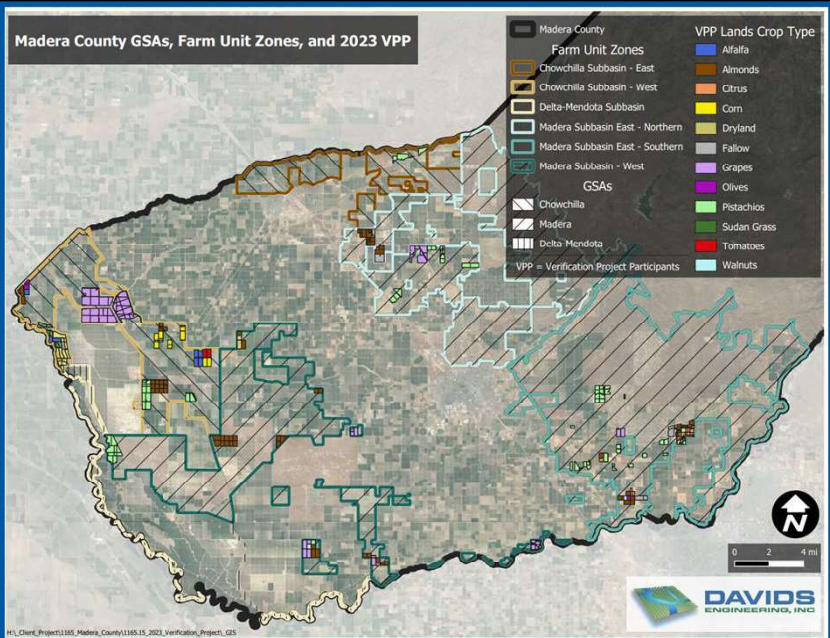 Madera County GSAs, Farm Unit Zones, and 2023 VPP
Madera County
Farm Unit Zones
Chowchilla Subbasin - East
Chowchilla Subbasin - West
Delta-Mendota Subbasin
Madera Subbasin East - Northern
Madera Subbasin East - Southern
Madera Subbasin - West
GSAs
Chowchilla
Madera
Delta-Mendota
VPP = Verification Project Participants
VPP Lands Crop Type
Alfalfa
Almonds
Citrus
Corn
Dryland
Fallow
Grapes
Olives
Pistachios
Sudan Grass
Tomatoes
Walnuts
N
0 2 4 mi
DAVIDS
ENGINEERING, INC
H:\_Client_Project\1165_Madera_County\1165.15_2023_Verification_Project\_GIS